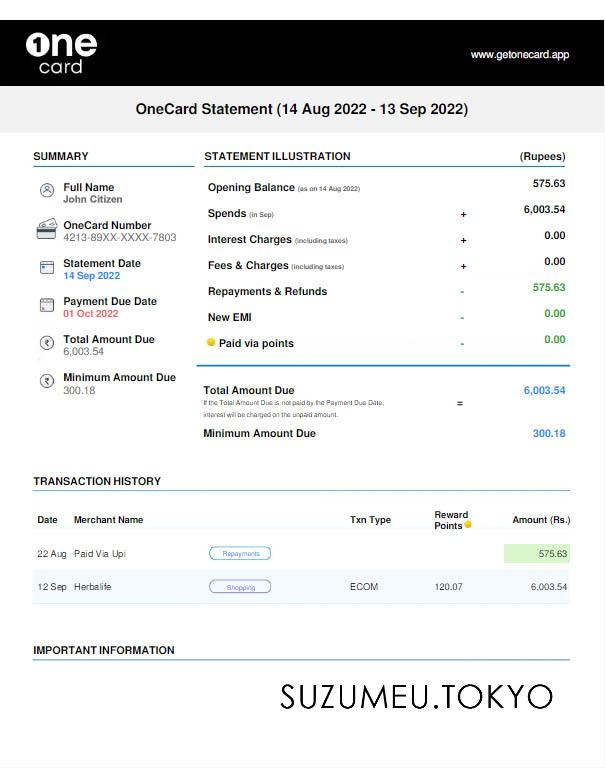 one
card
www.getonecard.app
OneCard Statement (14 Aug 2022 - 13 Sep 2022)
SUMMARY
Full Name
John Citizen
OneCard Number
4213-89XX-XXXX-7803
Statement Date
14 Sep 2022
Payment Due Date
01 Oct 2022
Total Amount Due
6,003.54
Minimum Amount Due
300.18
STATEMENT ILLUSTRATION (Rupees)
Opening Balance (as on 14 Aug 2022) 575.63
Spends (in Sep) + 6,003.54
Interest Charges (including taxes) + 0.00
Fees & Charges (including taxes) + 0.00
Repayments & Refunds - 575.63
New EMI - 0.00
Paid via points - 0.00
Total Amount Due = 6,003.54
If the Total Amount Due is not paid by the Payment Due Date,
interest will be charged on the unpaid amount.
Minimum Amount Due 300.18
TRANSACTION HISTORY
Date Merchant Name Txn Type Reward Points Amount (Rs.)
22 Aug Paid Via Upi Repayments 575.63
12 Sep Herbalife Shopping ECOM 120.07 6,003.54
IMPORTANT INFORMATION
SUZUMEU.TOKYO